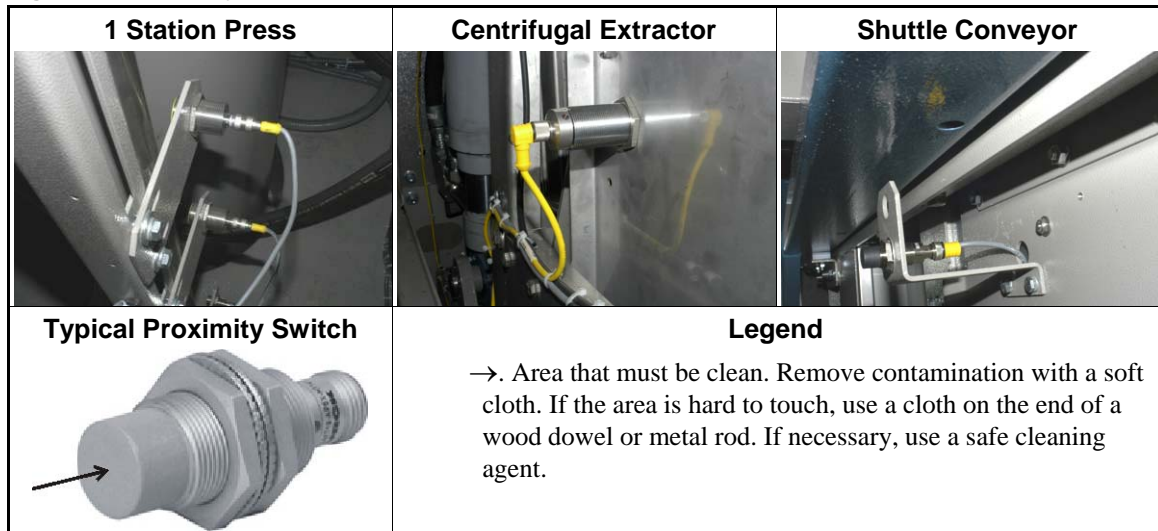 1 Station Press
Centrifugal Extractor
Shuttle Conveyor
Typical Proximity Switch
Legend
→. Area that must be clean. Remove contamination with a soft
cloth. If the area is hard to touch, use a cloth on the end of a
wood dowel or metal rod. If necessary, use a safe cleaning
agent.